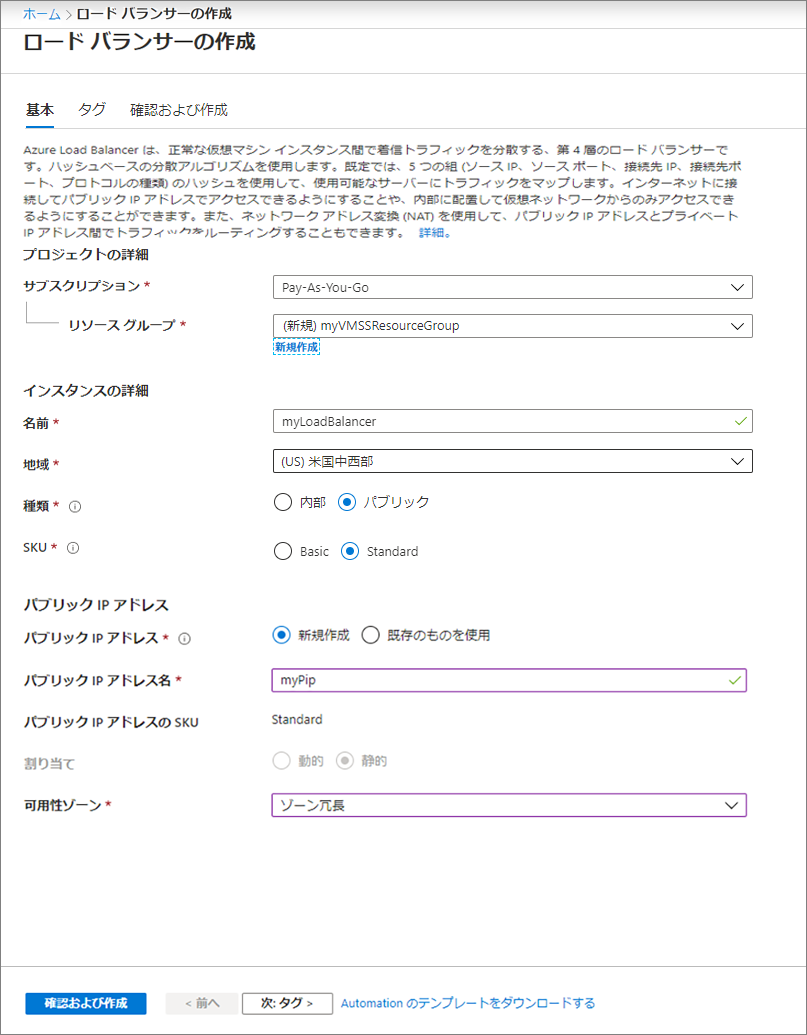 ホーム > ロード バランサーの作成
ロード バランサーの作成
基本 タグ 確認および作成
Azure Load Balancer は、正常な仮想マシン インスタンス間で着信トラフィックを分散する、第 4 層のロード バランサーで
す。ハッシュベースの分散アルゴリズムを使用します。既定では、5 つの組 (ソース IP、ソース ポート、接続先 IP、接続先ポ
ート、プロトコルの種類) のハッシュを使用して、使用可能なサーバーにトラフィックをマップします。インターネットに接
続してパブリック IP アドレスでアクセスできるようにすることや、内部に配置して仮想ネットワークからのみアクセスでき
るようにすることができます。また、ネットワーク アドレス変換 (NAT) を使用して、パブリック IP アドレスとプライベート
IP アドレス間でトラフィックをルーティングすることもできます。 詳細。
プロジェクトの詳細
サブスクリプション * Pay-As-You-Go
リソース グループ * (新規) myVMSSResourceGroup
新規作成
インスタンスの詳細
名前 * myLoadBalancer
地域 * (US) 米国中西部
種類 * 内部 パブリック
SKU * Basic Standard
パブリック IP アドレス
パブリック IP アドレス * 新規作成 既存のものを使用
パブリック IP アドレス名 * myPip
パブリック IP アドレスの SKU Standard
割り当て 動的 静的
可用性ゾーン * ゾーン冗長
確認および作成 < 前へ 次: タグ > Automation のテンプレートをダウンロードする